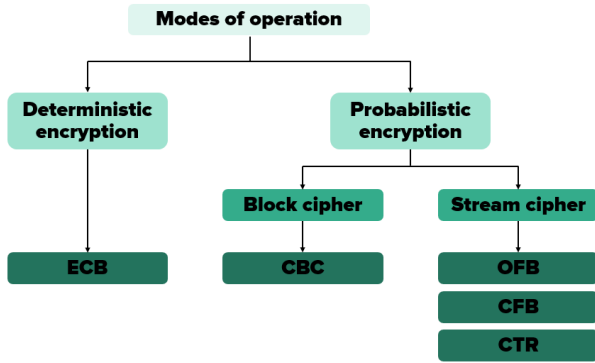 Modes of operation
Deterministic
encryption
Probabilistic
encryption
Block cipher
Stream cipher
ECB
CBC
OFB
CFB
CTR